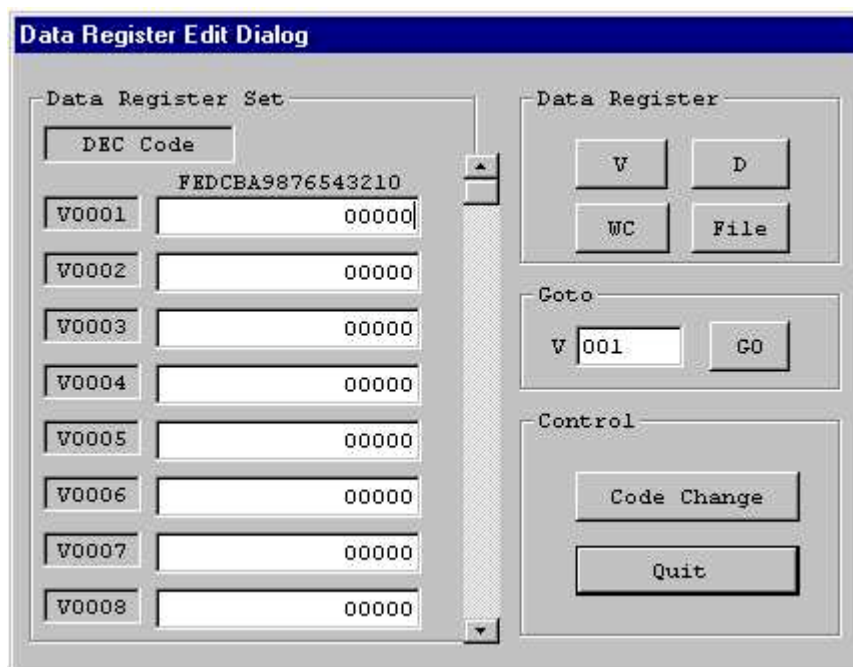 Data Register Edit Dialog
Data Register Set
DEC Code
FEDCBA9876543210
V0001 00000
V0002 00000
V0003 00000
V0004 00000
V0005 00000
V0006 00000
V0007 00000
V0008 00000
Data Register
V D
WC File
Goto
V 001 GO
Control
Code Change
Quit